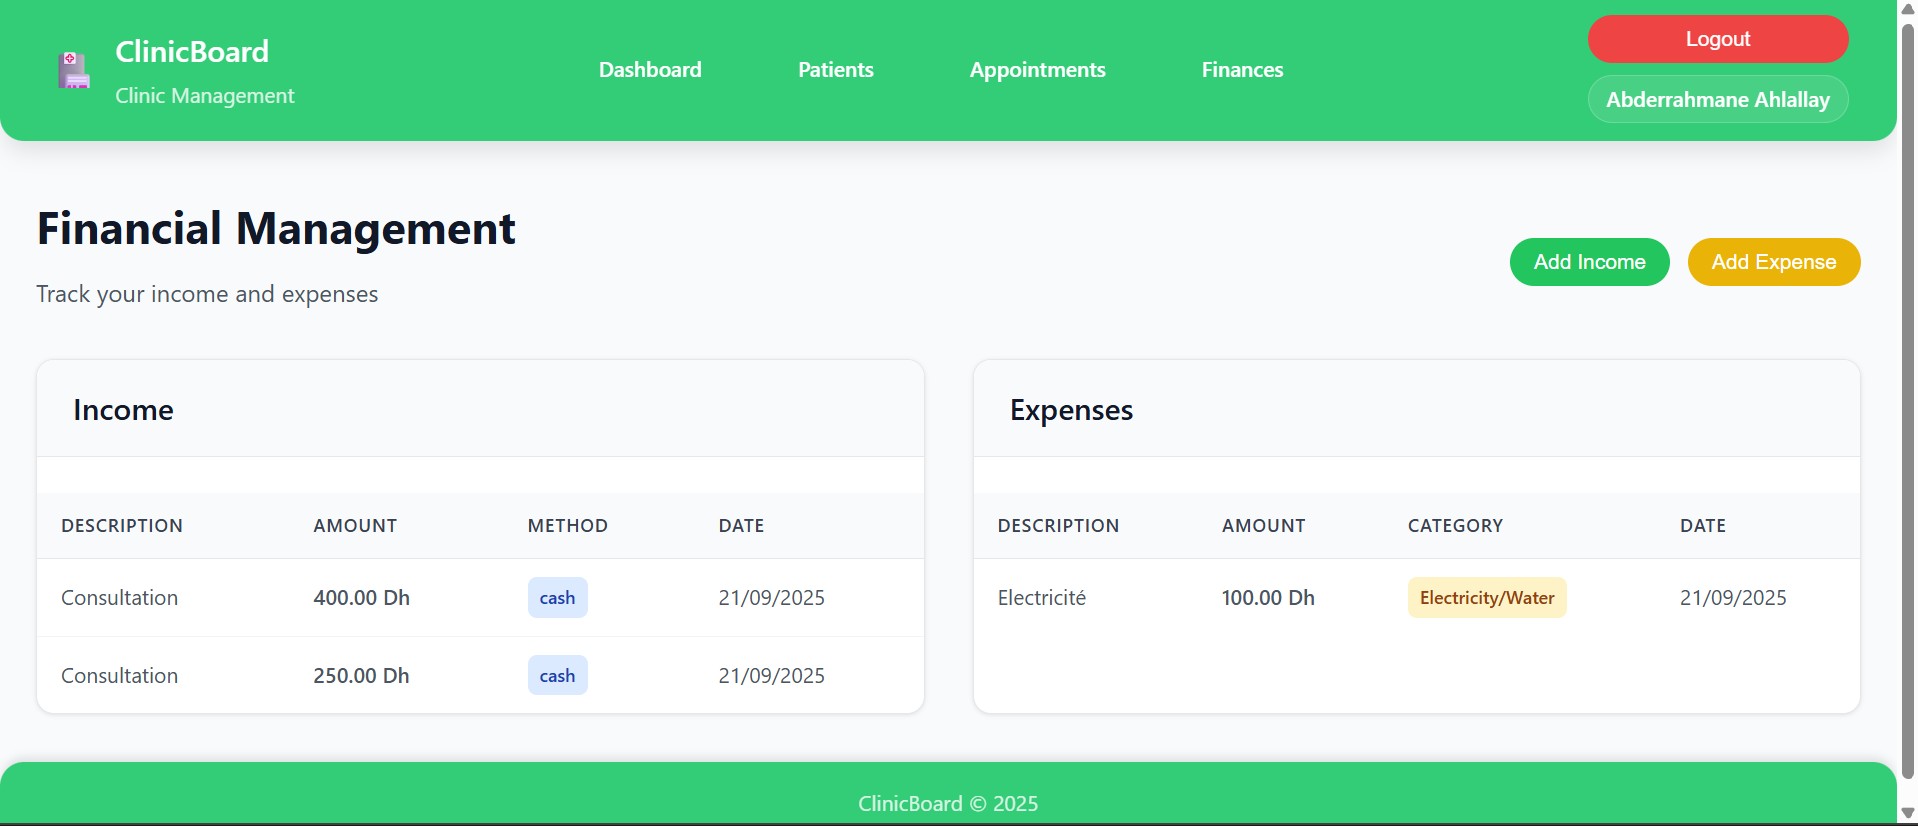 ClinicBoard
Clinic Management
Dashboard
Patients
Appointments
Finances
Logout
Abderrahmane Ahlallay
Financial Management
Track your income and expenses
Add Income
Add Expense
Income
DESCRIPTION AMOUNT METHOD DATE
Consultation 400.00 Dh cash 21/09/2025
Consultation 250.00 Dh cash 21/09/2025
Expenses
DESCRIPTION AMOUNT CATEGORY DATE
Electricité 100.00 Dh Electricity/Water 21/09/2025
ClinicBoard © 2025